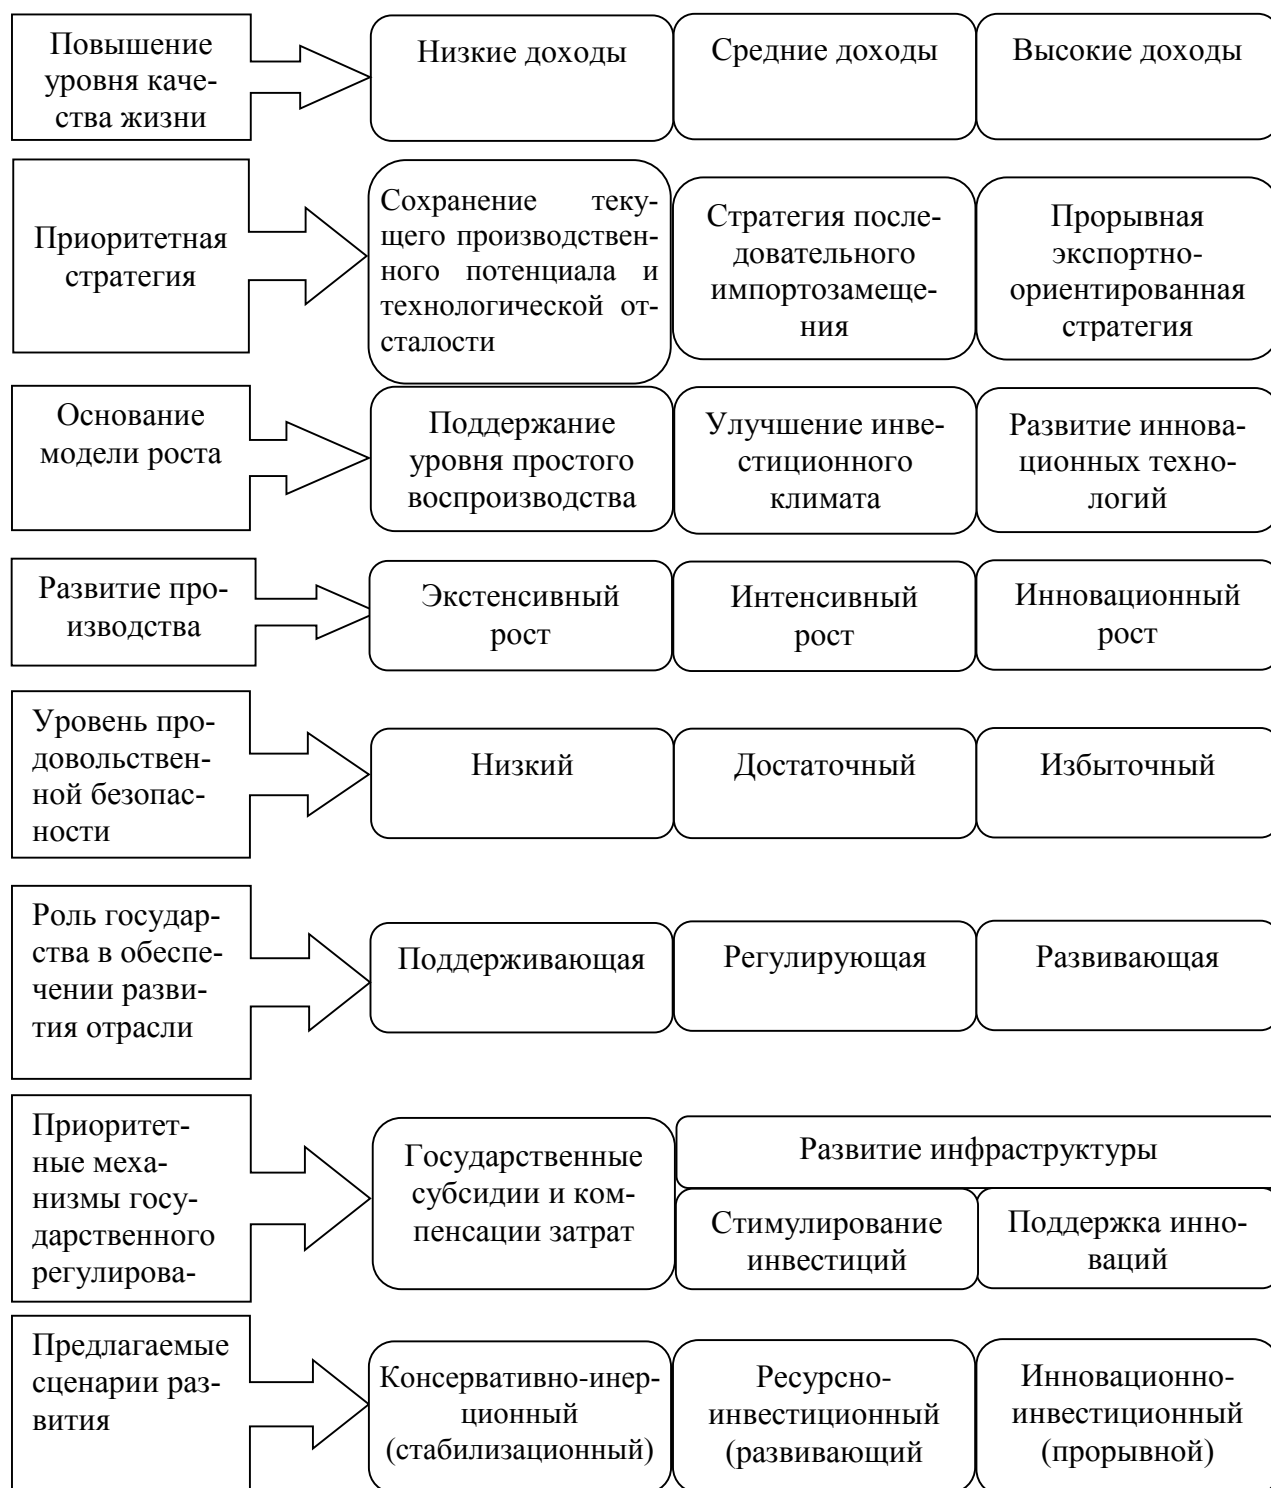 Повышение
уровня каче-
ства жизни
Низкие доходы
Средние доходы
Высокие доходы
Приоритетная
стратегия
Сохранение теку-
щего производствен-
ного потенциала и
технологической от-
сталости
Стратегия после-
довательного
импортозамеще-
ния
Прорывная
экспортно-
ориентированная
стратегия
Основание
модели роста
Поддержание
уровня простого
воспроизводства
Улучшение инве-
стиционного
климата
Развитие иннова-
ционных техно-
логий
Развитие про-
изводства
Экстенсивный
рост
Интенсивный
рост
Инновационный
рост
Уровень про-
довольствен-
ной безопас-
ности
Низкий
Достаточный
Избыточный
Роль государ-
ства в обеспе-
чении разви-
тия отрасли
Поддерживающая
Регулирующая
Развивающая
Приоритет-
ные меха-
низмы госу-
дарственного
регулирова-
Государственные
субсидии и ком-
пенсации затрат
Развитие инфраструктуры
Стимулирование
инвестиций
Поддержка инно-
ваций
Предлагаемые
сценарии раз-
вития
Консервативно-инер-
ционный
(стабилизационный)
Ресурсно-
инвестиционный
(развивающий
Инновационно-
инвестиционный
(прорывной)